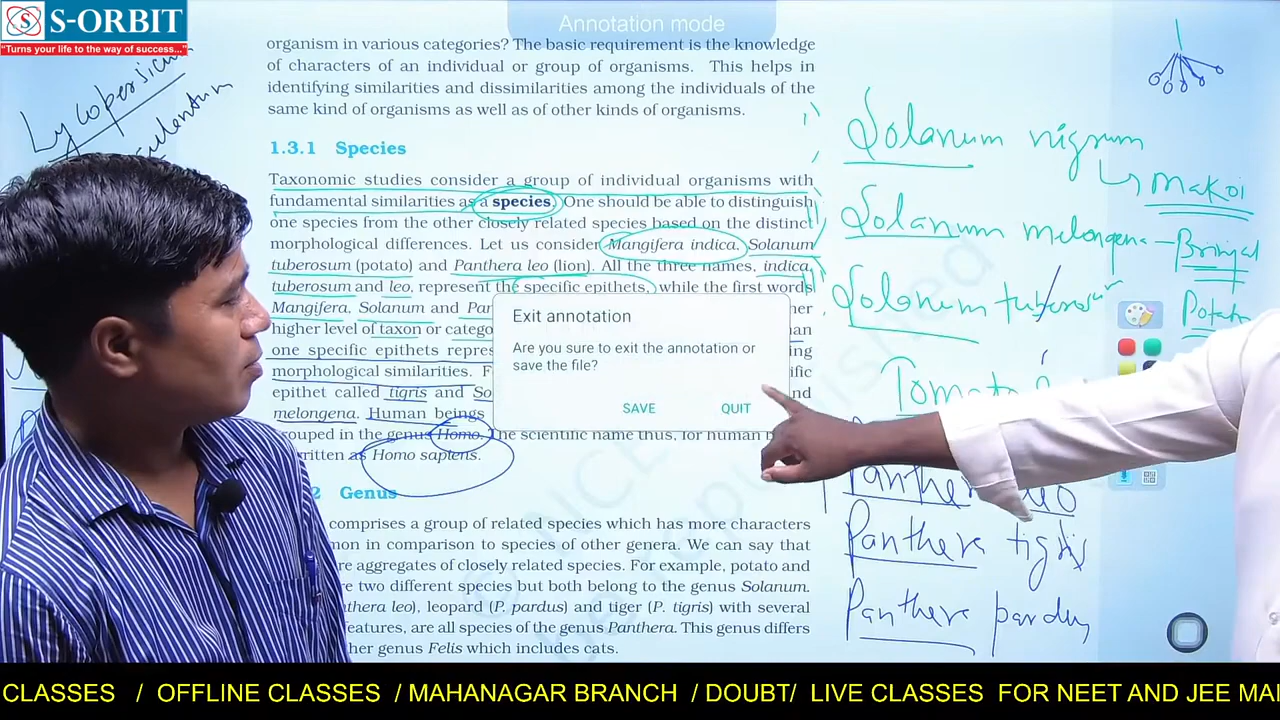 S-ORBIT
"Turns your life to the way of success..."
Annotation mode
organism in various categories? The basic requirement is the knowledge
of characters of an individual or group of organisms. This helps in
identifying similarities and dissimilarities among the individuals of the
same kind of organisms as well as of other kinds of organisms.
1.3.1 Species
Taxonomic studies consider a group of individual organisms with
fundamental similarities as a species. One should be able to distinguish
one species from the other closely related species based on the distinct
morphological differences. Let us consider Mangifera indica, Solanum
tuberosum (potato) and Panthera leo (lion). All the three names, indica,
tuberosum and leo, represent the specific epithets, while the first words
Mangifera, Solanum and
higher level of taxon or
one specific epithets
morphological similarities.
epithet called tigris and
melongena. Human beings
grouped in the genus Homo. The scientific name thus, for human
written as Homo sapiens.
Genus
comprises a group of related species which has more characters
in comparison to species of other genera. We can say that
aggregates of closely related species. For example, potato and
two different species but both belong to the genus Solanum.
leo), leopard (P. pardus) and tiger (P. tigris) with several
features, are all species of the genus Panthera. This genus differs
genus Felis which includes cats.
Exit annotation
Are you sure to exit the annotation or
save the file?
SAVE QUIT
Solanum nigrum
Makoi
Solanum melongena – Brinjal
Solanum tuberosum
Potato
Tomato
Panthera leo
Panthera tigris
Panthera pardus
CLASSES / OFFLINE CLASSES / MAHANAGAR BRANCH / DOUBT/ LIVE CLASSES FOR NEET AND JEE